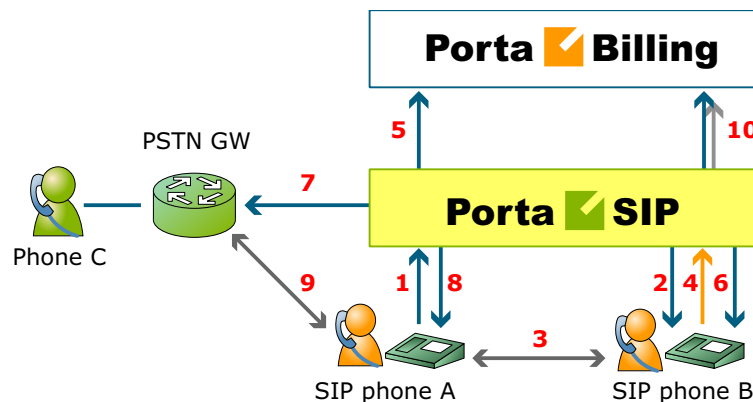 Porta Billing
5
10
PSTN GW
7
Porta SIP
Phone C
9
1
8
2
4
6
3
SIP phone A
SIP phone B